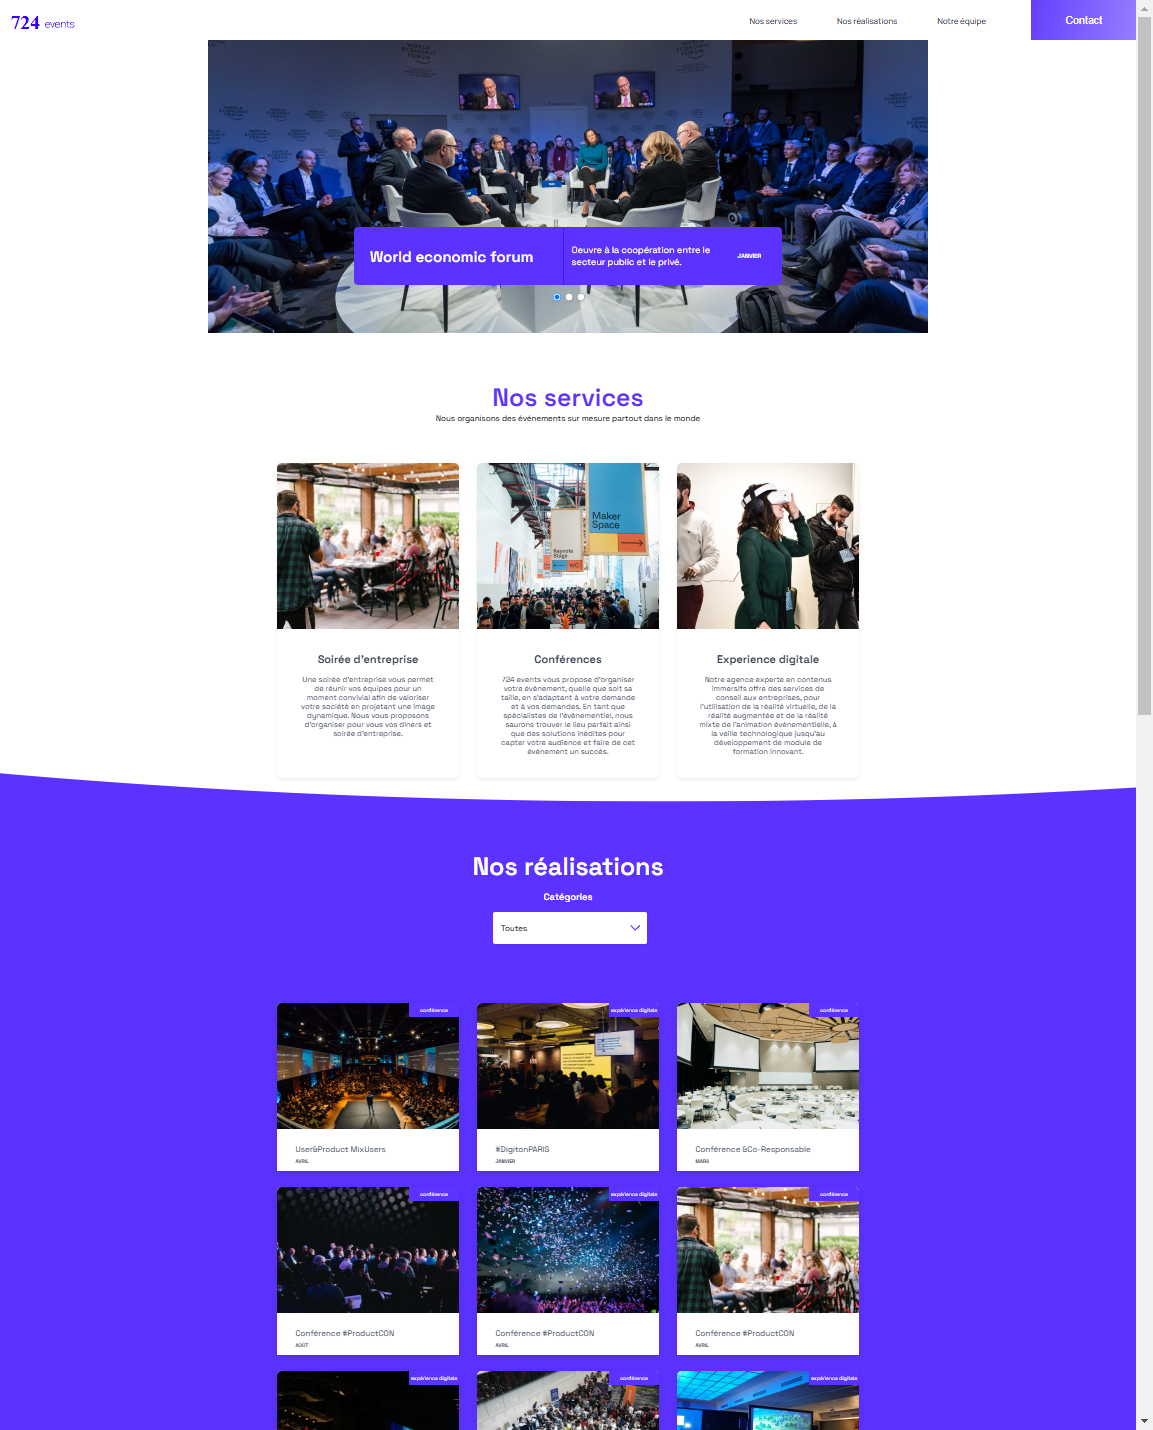 724 events
Nos services
Nos réalisations
Notre équipe
Contact
WORLD ECONOMIC FORUM
World economic forum
Oeuvre à la coopération entre le
secteur public et le privé.
JANVIER
Nos services
Nous organisons des événements sur mesure partout dans le monde
Maker
Space
Keynote
Stage
WC
Soirée d'entreprise
Une soirée d'entreprise vous permet
de réunir vos équipes pour un
moment convivial afin de valoriser
votre société en projetant une image
dynamique. Nous vous proposons
d'organiser pour vous vos diners et
soirée d'entreprise.
Conférences
724 events vous propose d'organiser
votre évènement, quelle que soit sa
taille, en s'adaptant à votre demande
et à vos demandes. En tant que
spécialistes de l'évènementiel, nous
saurons trouver le lieu parfait ainsi
que des solutions inédites pour
capter votre audience et faire de cet
évènement un succès.
Experience digitale
Notre agence experte en contenus
immersifs offre des services de
conseil aux entreprises, pour
l'utilisation de la réalité virtuelle, de la
réalité augmentée et de la réalité
mixte de l'animation événementielle, à
la veille technologique jusqu'au
développement de module de
formation innovant.
Nos réalisations
Catégories
Toutes
conférence
User&Product MixUsers
AVRIL
expérience digitale
#DigitonPARIS
JANVIER
conférence
Conférence &Co-Responsable
MARS
conférence
Conférence #ProductCON
AOÛT
expérience digitale
Conférence #ProductCON
AVRIL
conférence
Conférence #ProductCON
AVRIL
expérience digitale
conférence
expérience digitale